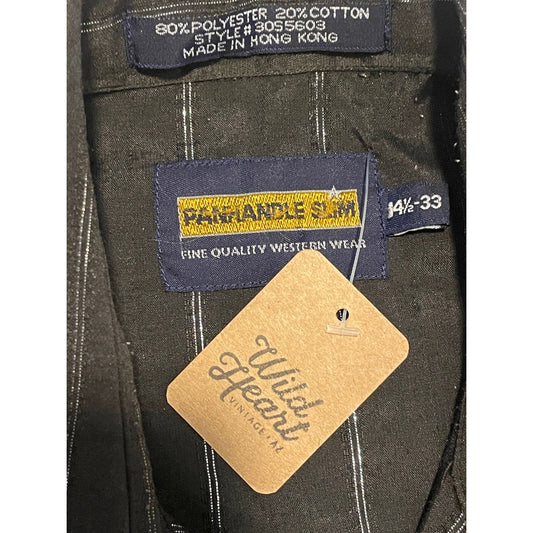 80% POLYESTER 20% COTTON
STYLE# 30S5603
MADE IN HONG KONG
PANHANDLE SLIM
FINE QUALITY WESTERN WEAR
14½-33
Wild
Heart
VINTAGE • AZ